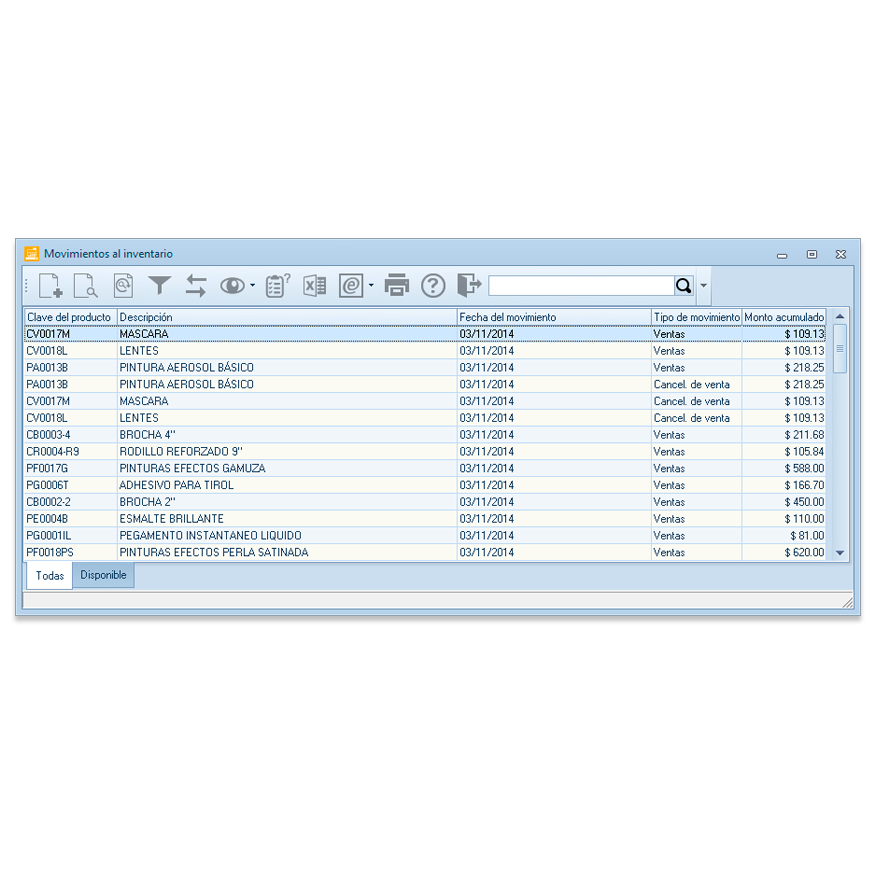 Movimientos al inventario
Clave del producto Descripción Fecha del movimiento Tipo de movimiento Monto acumulado
CV0017M MASCARA 03/11/2014 Ventas $ 109.13
CV0018L LENTES 03/11/2014 Ventas $ 109.13
PA0013B PINTURA AEROSOL BÁSICO 03/11/2014 Ventas $ 218.25
PA0013B PINTURA AEROSOL BÁSICO 03/11/2014 Cancel. de venta $ 218.25
CV0017M MASCARA 03/11/2014 Cancel. de venta $ 109.13
CV0018L LENTES 03/11/2014 Cancel. de venta $ 109.13
CB0003-4 BROCHA 4" 03/11/2014 Ventas $ 211.68
CR0004-R9 RODILLO REFORZADO 9" 03/11/2014 Ventas $ 105.84
PF0017G PINTURAS EFECTOS GAMUZA 03/11/2014 Ventas $ 588.00
PG0006T ADHESIVO PARA TIROL 03/11/2014 Ventas $ 166.70
CB0002-2 BROCHA 2" 03/11/2014 Ventas $ 450.00
PE0004B ESMALTE BRILLANTE 03/11/2014 Ventas $ 110.00
PG0001IL PEGAMENTO INSTANTANEO LIQUIDO 03/11/2014 Ventas $ 81.00
PF0018PS PINTURAS EFECTOS PERLA SATINADA 03/11/2014 Ventas $ 620.00
Todas Disponible